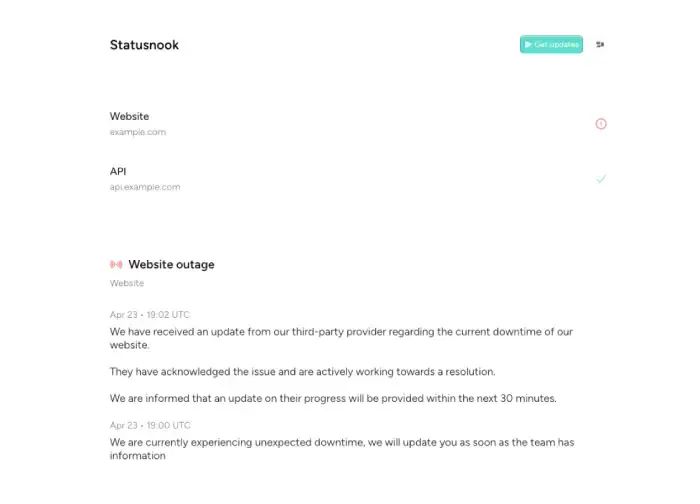 Statusnook
Get updates
Website
example.com
API
api.example.com
Website outage
Website
Apr 23 • 19:02 UTC
We have received an update from our third-party provider regarding the current downtime of our
website.
They have acknowledged the issue and are actively working towards a resolution.
We are informed that an update on their progress will be provided within the next 30 minutes.
Apr 23 • 19:00 UTC
We are currently experiencing unexpected downtime, we will update you as soon as the team has
information